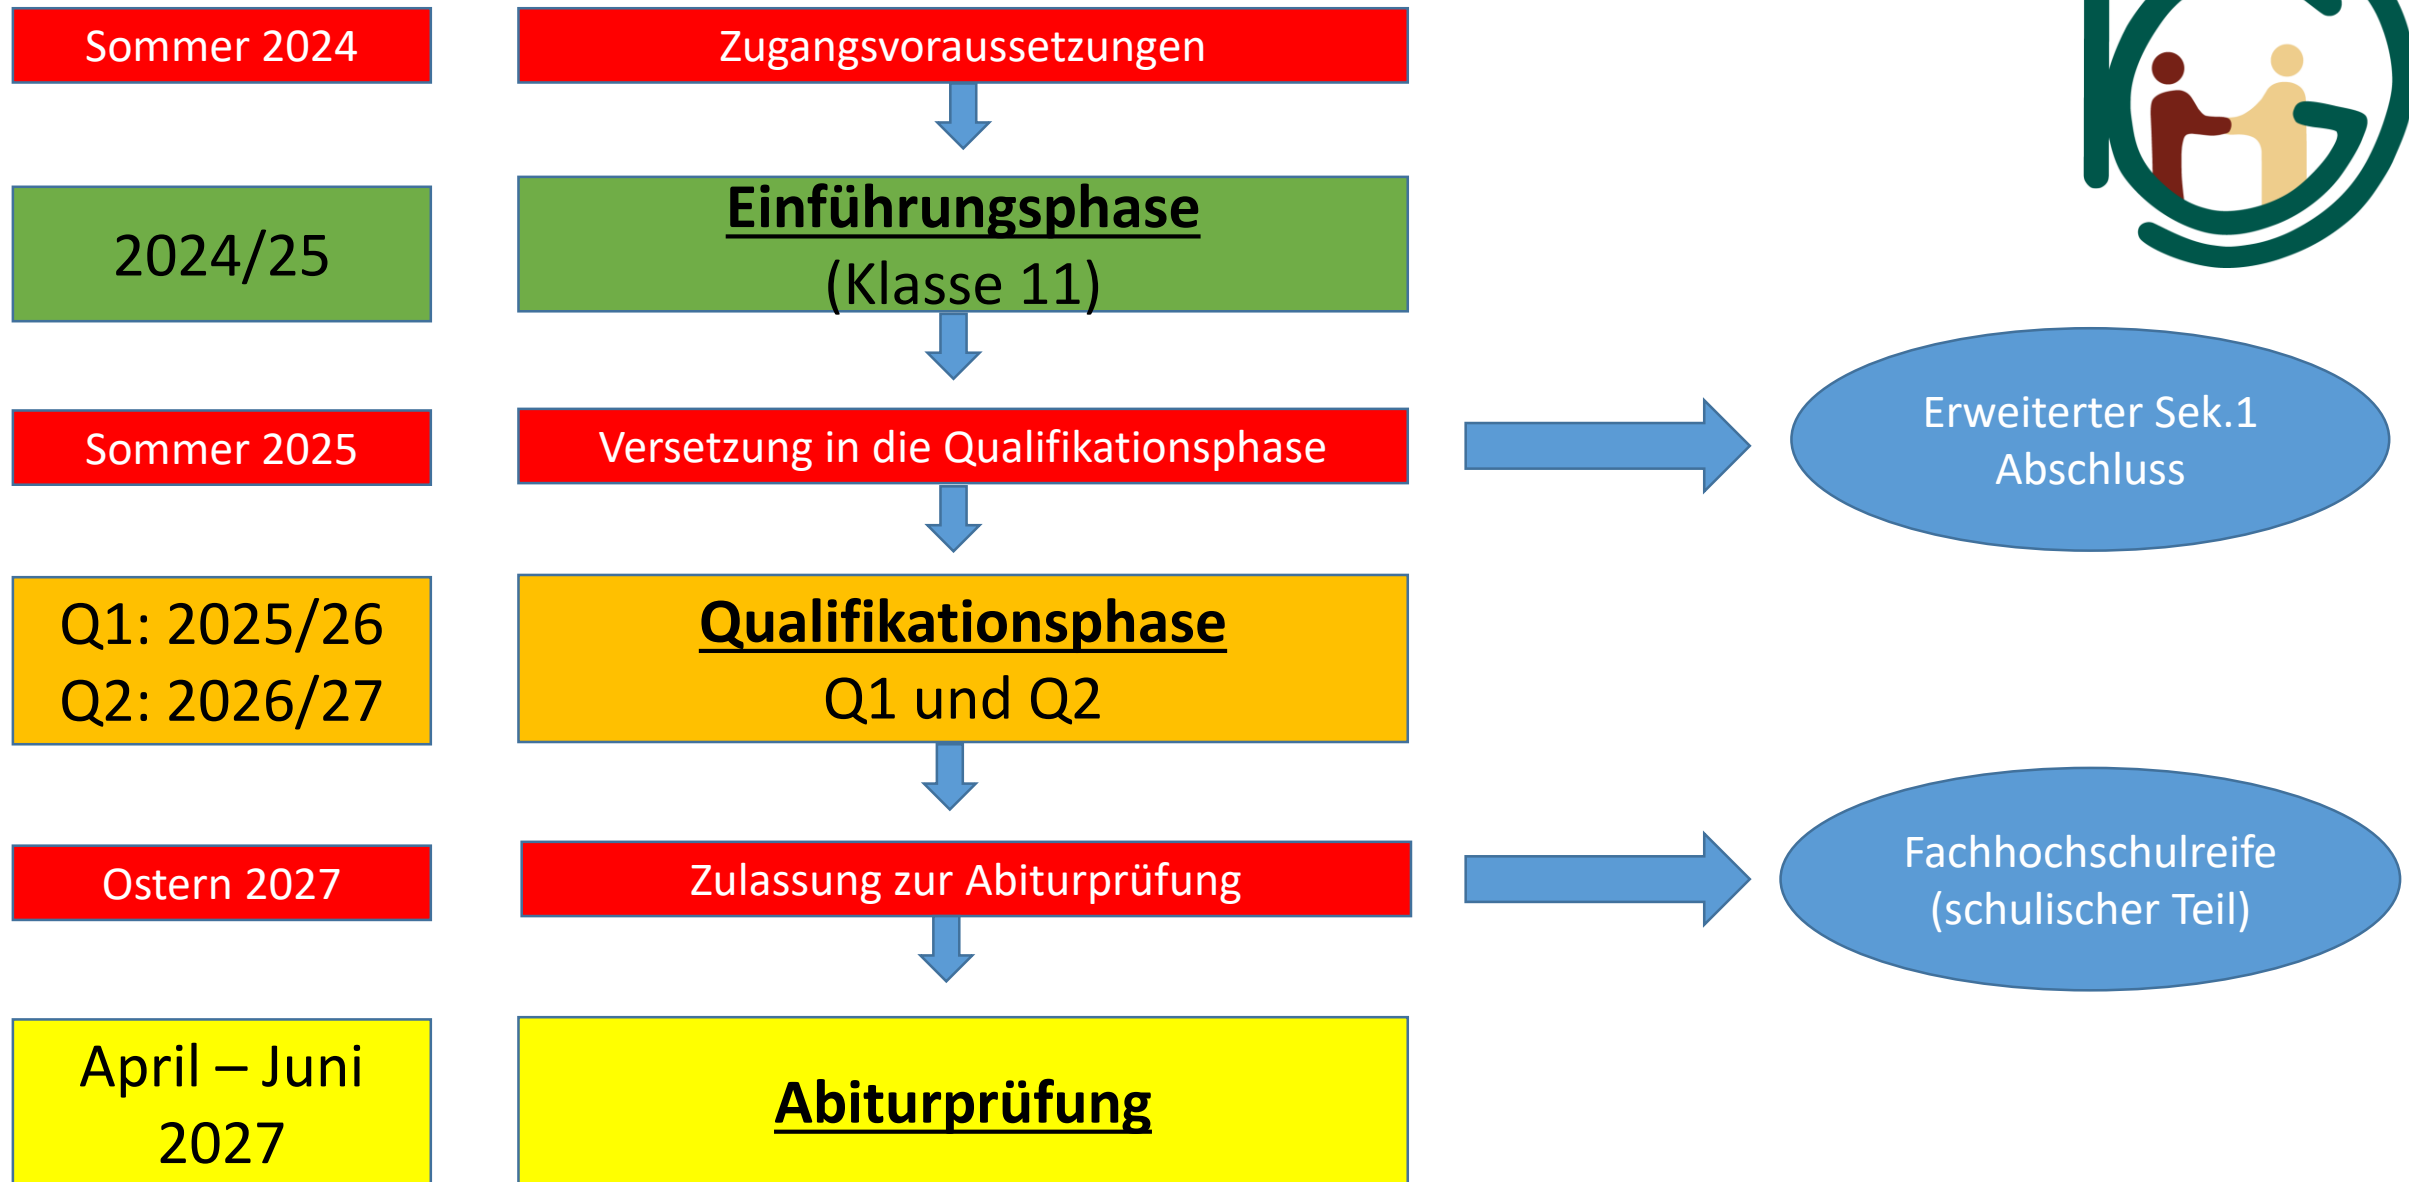 Sommer 2024
Zugangsvoraussetzungen
2024/25
Einführungsphase
(Klasse 11)
Sommer 2025
Versetzung in die Qualifikationsphase
Erweiterter Sek.1
Abschluss
Q1: 2025/26
Q2: 2026/27
Qualifikationsphase
Q1 und Q2
Ostern 2027
Zulassung zur Abiturprüfung
Fachhochschulreife
(schulischer Teil)
April – Juni
2027
Abiturprüfung